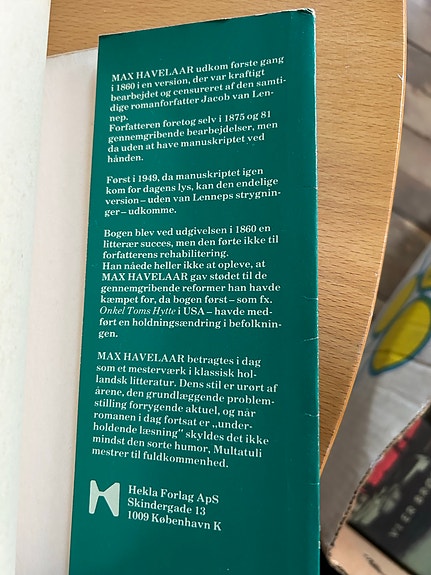 MAX HAVELAAR udkom første gang
i 1860 i en version, der var kraftigt
bearbejdet og censureret af den samti-
dige romanforfatter Jacob van Len-
nep.
Forfatteren foretog selv i 1875 og 81
gennemgribende bearbejdelser, men
da uden at have manuskriptet ved
hånden.
Først i 1949, da manuskriptet igen
kom for dagens lys, kan den endelige
version – uden van Lenneps strygnin-
ger – udkomme.
Bogen blev ved udgivelsen i 1860 en
litterær succes, men den førte ikke til
forfatterens rehabilitering.
Han nåede heller ikke at opleve, at
MAX HAVELAAR gav stødet til de
gennemgribende reformer han havde
kæmpet for, da bogen først – som fx.
Onkel Toms Hytte i USA – havde med-
ført en holdningsændring i befolknin-
gen.
MAX HAVELAAR betragtes i dag
som et mesterværk i klassisk hol-
landsk litteratur. Dens stil er urørt af
årene, den grundlæggende problem-
stilling forrygende aktuel, og når
romanen i dag fortsat er „under-
holdende læsning” skyldes det ikke
mindst den sorte humor, Multatuli
mestrer til fuldkommenhed.
Hekla Forlag ApS
Skindergade 13
1009 København K